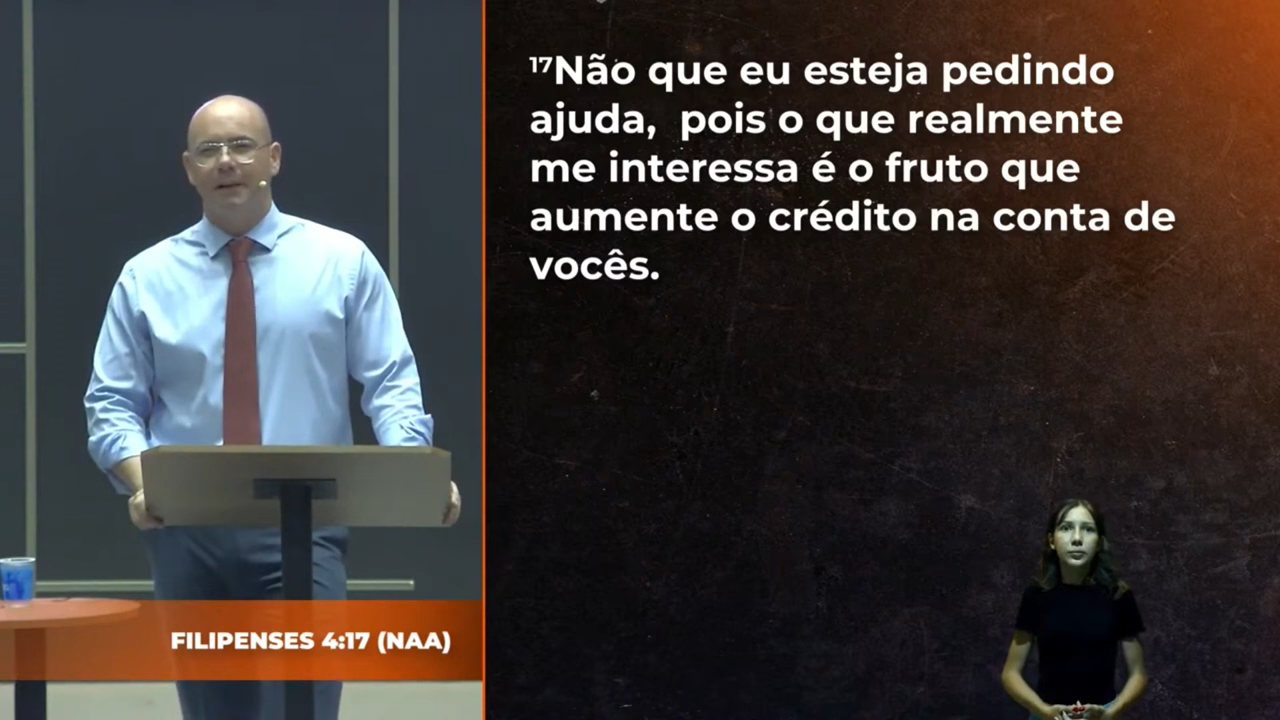 ¹⁷Não que eu esteja pedindo
ajuda, pois o que realmente
me interessa é o fruto que
aumente o crédito na conta de
vocês.
FILIPENSES 4:17 (NAA)